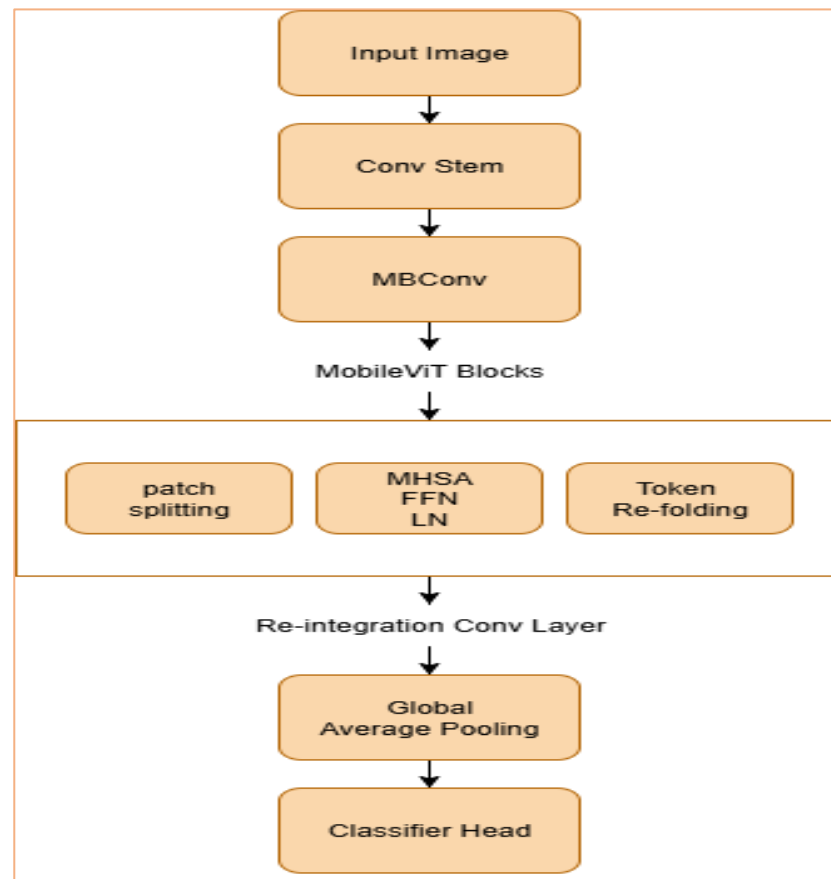 Input Image
Conv Stem
MBConv
MobileViT Blocks
patch
splitting
MHSA
FFN
LN
Token
Re-folding
Re-integration Conv Layer
Global
Average Pooling
Classifier Head